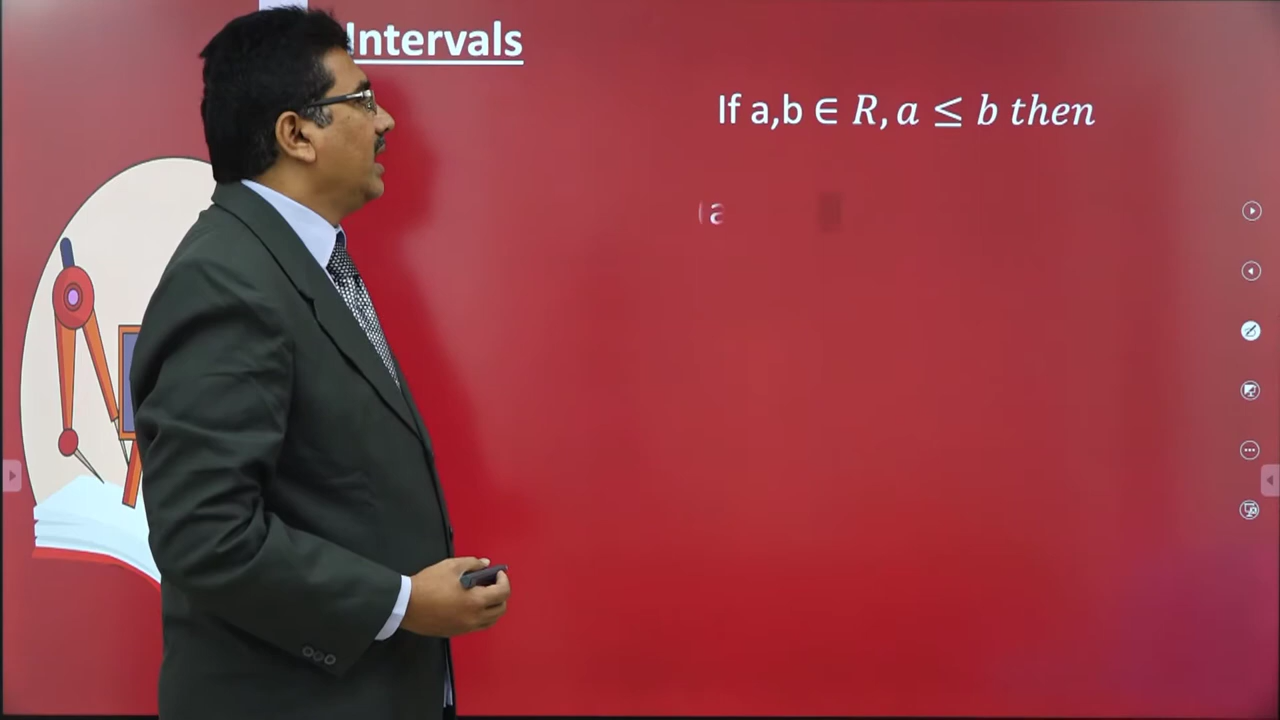 Intervals
If a,b ∈ R, a ≤ b then
(a